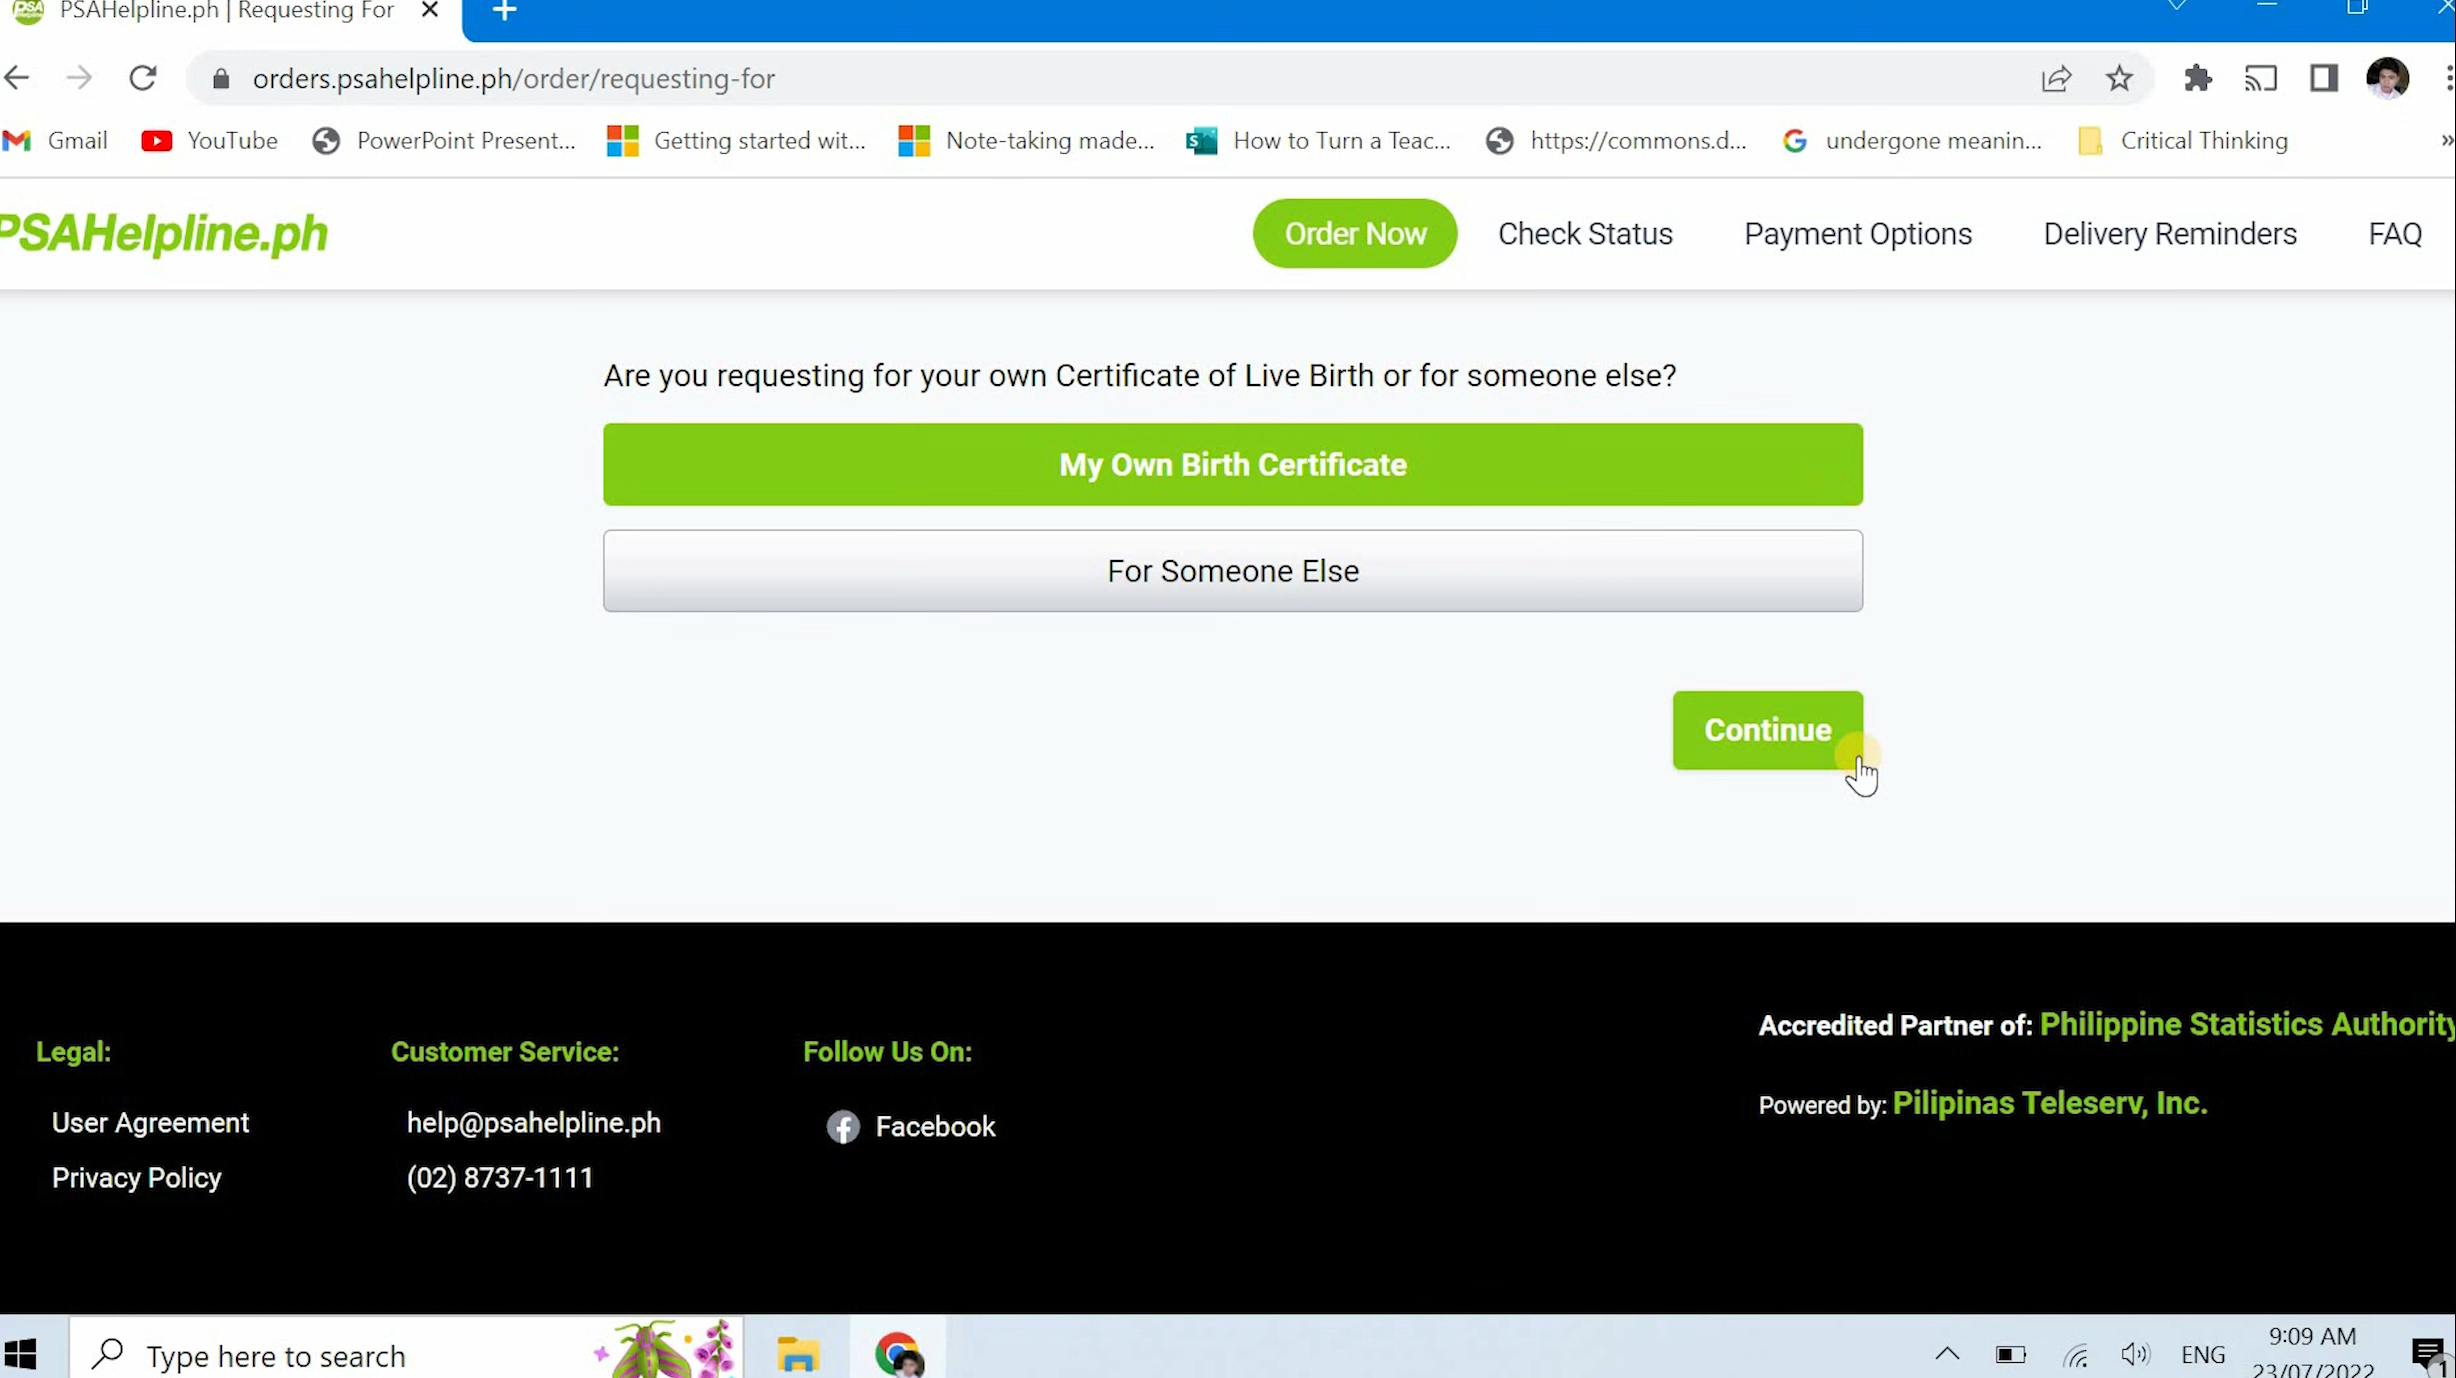 PSAHelpline.ph | Requesting For
orders.psahelpline.ph/order/requesting-for
Gmail
YouTube
PowerPoint Present...
Getting started wit...
Note-taking made...
How to Turn a Teac...
https://commons.d...
undergone meanin...
Critical Thinking
PSAHelpline.ph
Order Now
Check Status
Payment Options
Delivery Reminders
FAQ
Are you requesting for your own Certificate of Live Birth or for someone else?
My Own Birth Certificate
For Someone Else
Continue
Legal:
User Agreement
Privacy Policy
Customer Service:
help@psahelpline.ph
(02) 8737-1111
Follow Us On:
Facebook
Accredited Partner of: Philippine Statistics Authority
Powered by: Pilipinas Teleserv, Inc.
Type here to search
ENG
9:09 AM
23/07/2022
1